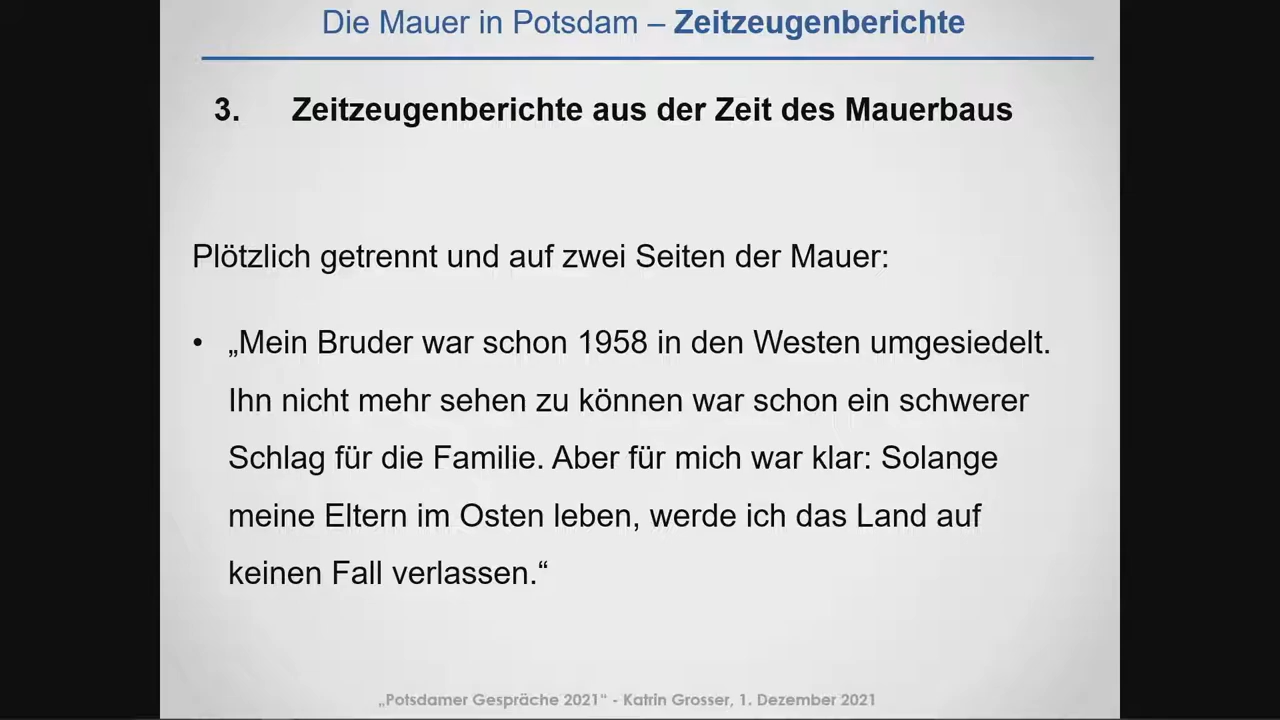 Die Mauer in Potsdam – Zeitzeugenberichte
3. Zeitzeugenberichte aus der Zeit des Mauerbaus
Plötzlich getrennt und auf zwei Seiten der Mauer:
• „Mein Bruder war schon 1958 in den Westen umgesiedelt.
Ihn nicht mehr sehen zu können war schon ein schwerer
Schlag für die Familie. Aber für mich war klar: Solange
meine Eltern im Osten leben, werde ich das Land auf
keinen Fall verlassen.“
„Potsdamer Gespräche 2021“ - Katrin Grosser, 1. Dezember 2021